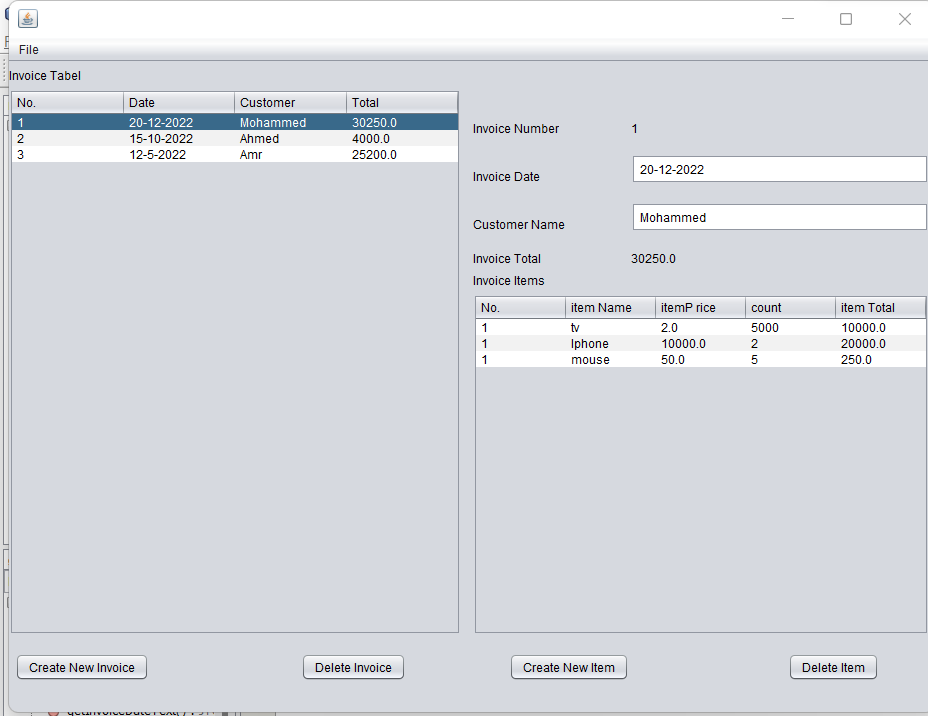 File
Invoice Tabel
No. Date Customer Total
1 20-12-2022 Mohammed 30250.0
2 15-10-2022 Ahmed 4000.0
3 12-5-2022 Amr 25200.0
Invoice Number 1
Invoice Date 20-12-2022
Customer Name Mohammed
Invoice Total 30250.0
Invoice Items
No. item Name itemP rice count item Total
1 tv 2.0 5000 10000.0
1 Iphone 10000.0 2 20000.0
1 mouse 50.0 5 250.0
Create New Invoice Delete Invoice Create New Item Delete Item